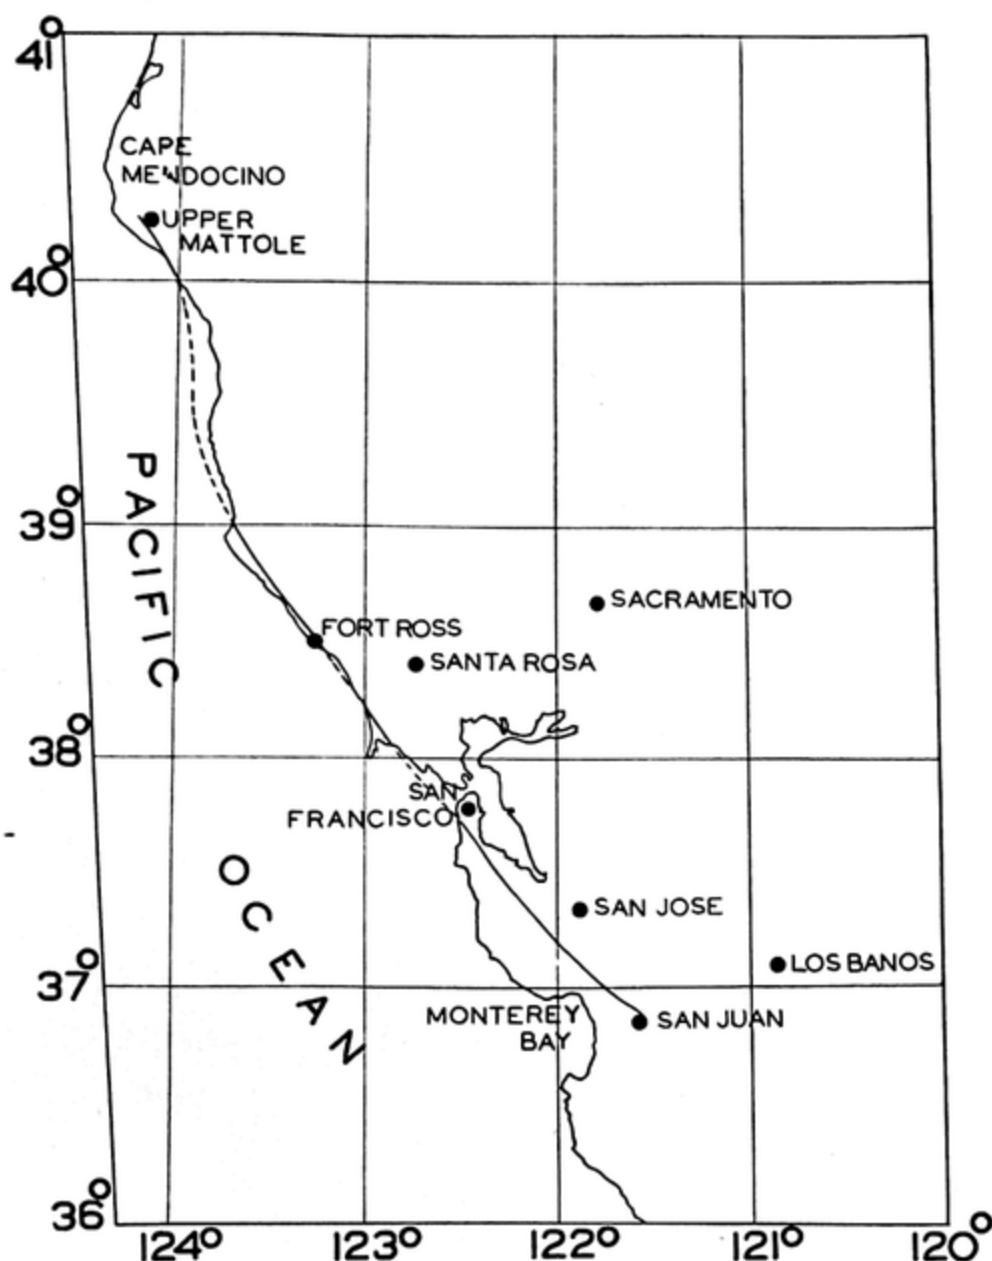 41°
CAPE
MENDOCINO
UPPER
MATTOLE
40°
PACIFIC
39°
SACRAMENTO
FORT ROSS
SANTA ROSA
38°
SAN
FRANCISCO
OCEAN
SAN JOSE
LOS BANOS
37°
MONTEREY
BAY
SAN JUAN
36°
124°
123°
122°
121°
120°